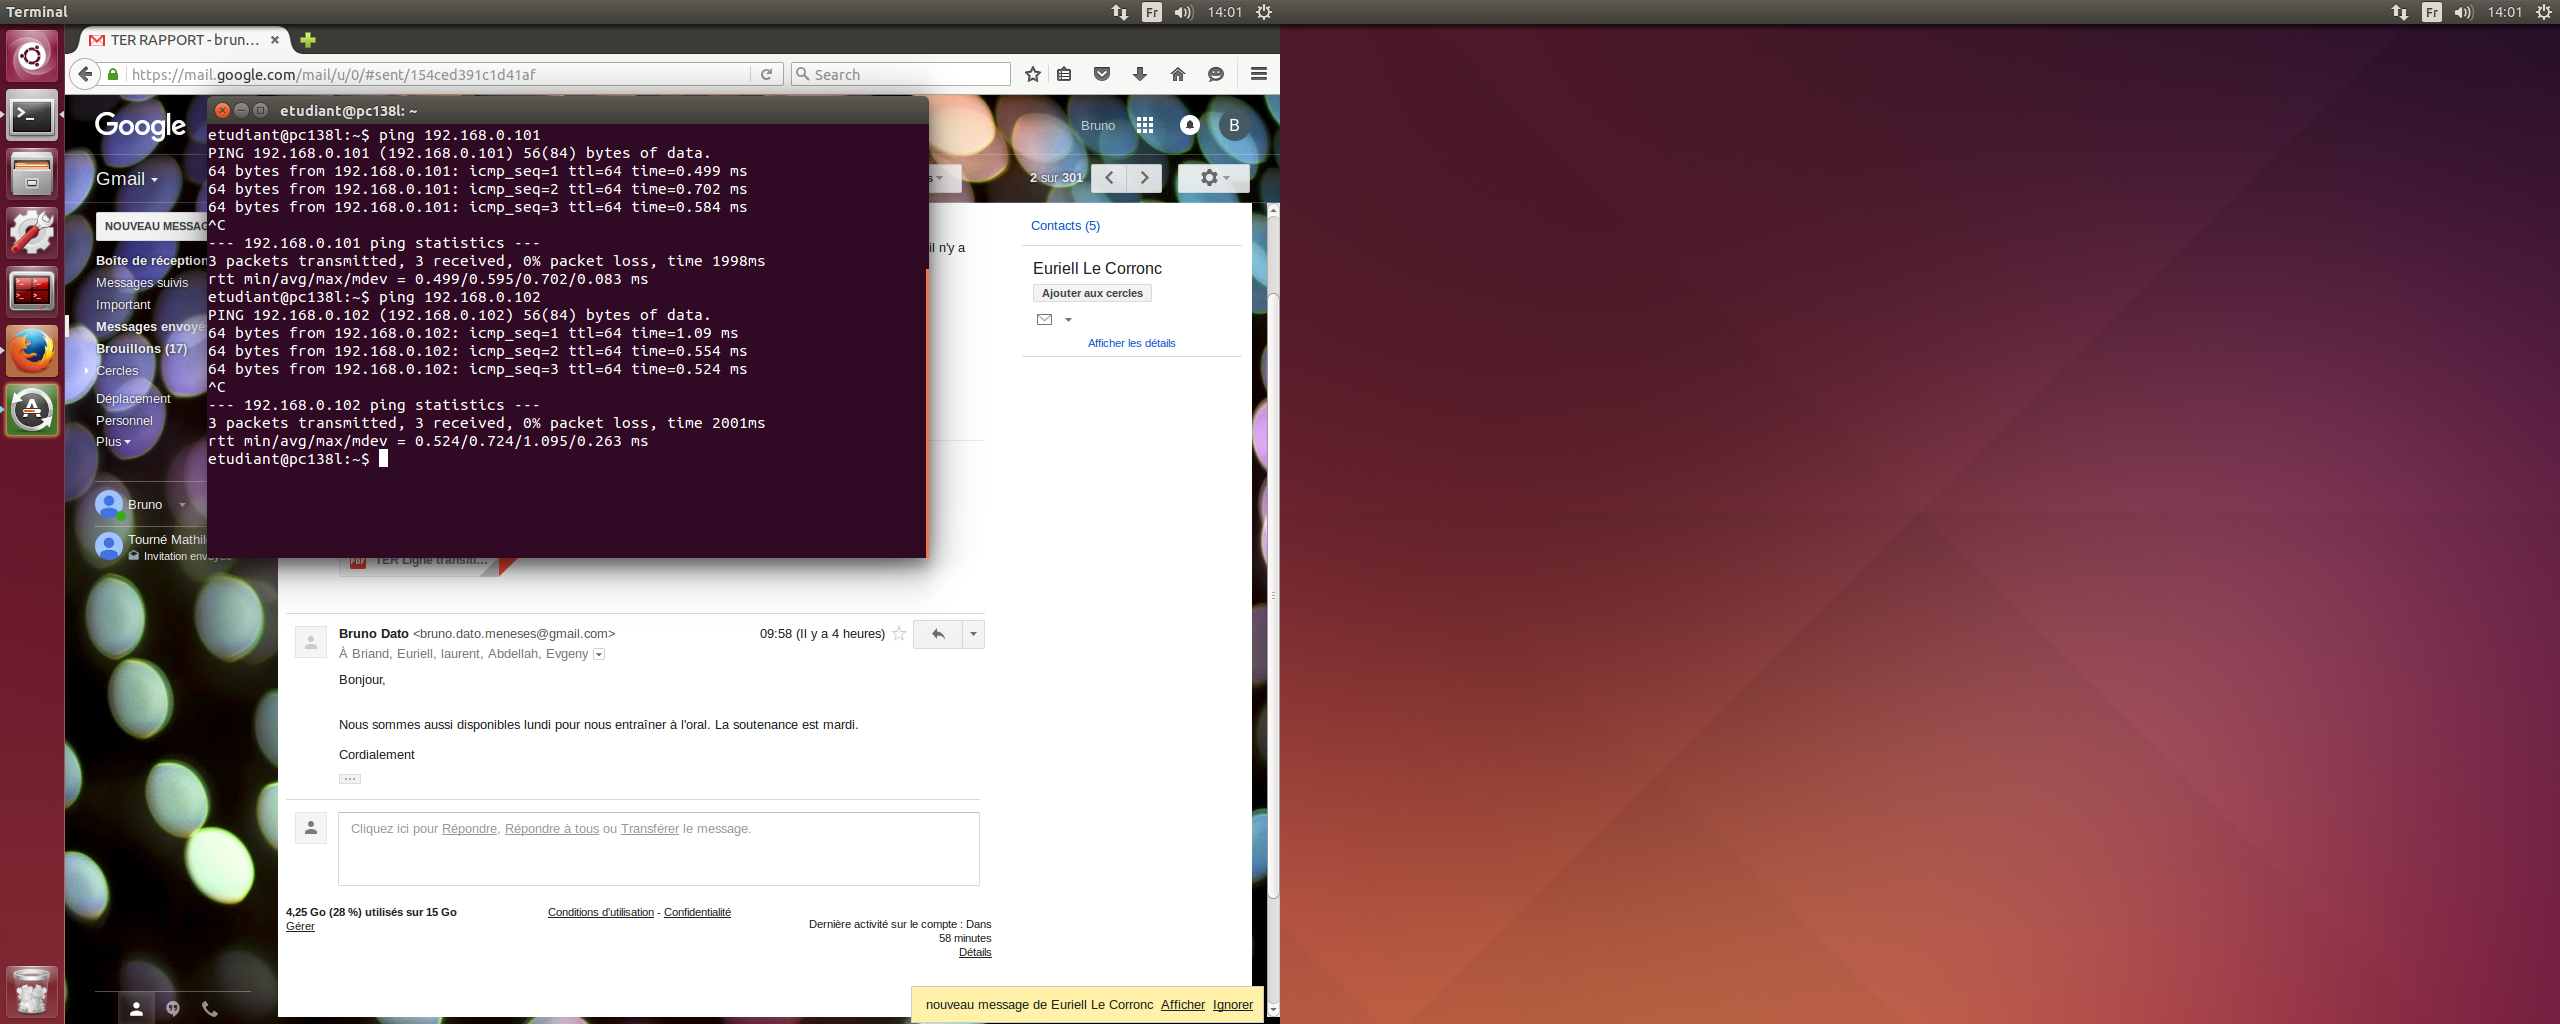 Terminal
Fr 14:01
Fr 14:01
TER RAPPORT - brun...
https://mail.google.com/mail/u/0/#sent/154ced391c1d41af
Search
etudiant@pc138l: ~
etudiant@pc138l:~$ ping 192.168.0.101
PING 192.168.0.101 (192.168.0.101) 56(84) bytes of data.
64 bytes from 192.168.0.101: icmp_seq=1 ttl=64 time=0.499 ms
64 bytes from 192.168.0.101: icmp_seq=2 ttl=64 time=0.702 ms
64 bytes from 192.168.0.101: icmp_seq=3 ttl=64 time=0.584 ms
^C
--- 192.168.0.101 ping statistics ---
3 packets transmitted, 3 received, 0% packet loss, time 1998ms
rtt min/avg/max/mdev = 0.499/0.595/0.702/0.083 ms
etudiant@pc138l:~$ ping 192.168.0.102
PING 192.168.0.102 (192.168.0.102) 56(84) bytes of data.
64 bytes from 192.168.0.102: icmp_seq=1 ttl=64 time=1.09 ms
64 bytes from 192.168.0.102: icmp_seq=2 ttl=64 time=0.554 ms
64 bytes from 192.168.0.102: icmp_seq=3 ttl=64 time=0.524 ms
^C
--- 192.168.0.102 ping statistics ---
3 packets transmitted, 3 received, 0% packet loss, time 2001ms
rtt min/avg/max/mdev = 0.524/0.724/1.095/0.263 ms
etudiant@pc138l:~$
Google
Gmail
NOUVEAU MESSAG
Boîte de réception
Messages suivis
Important
Messages envoyés
Brouillons (17)
Cercles
Déplacement
Personnel
Plus
Bruno
Tourné Mathil
Invitation envoyée
Bruno
B
2 sur 301
il n'y a
Contacts (5)
Euriell Le Corronc
Ajouter aux cercles
Afficher les détails
PDF TER Ligne transiti...
Bruno Dato <bruno.dato.meneses@gmail.com>
09:58 (Il y a 4 heures)
À Briand, Euriell, laurent, Abdellah, Evgeny
Bonjour,
Nous sommes aussi disponibles lundi pour nous entraîner à l'oral. La soutenance est mardi.
Cordialement
Cliquez ici pour Répondre, Répondre à tous ou Transférer le message.
4,25 Go (28 %) utilisés sur 15 Go
Gérer
Conditions d'utilisation - Confidentialité
Dernière activité sur le compte : Dans
58 minutes
Détails
nouveau message de Euriell Le Corronc Afficher Ignorer